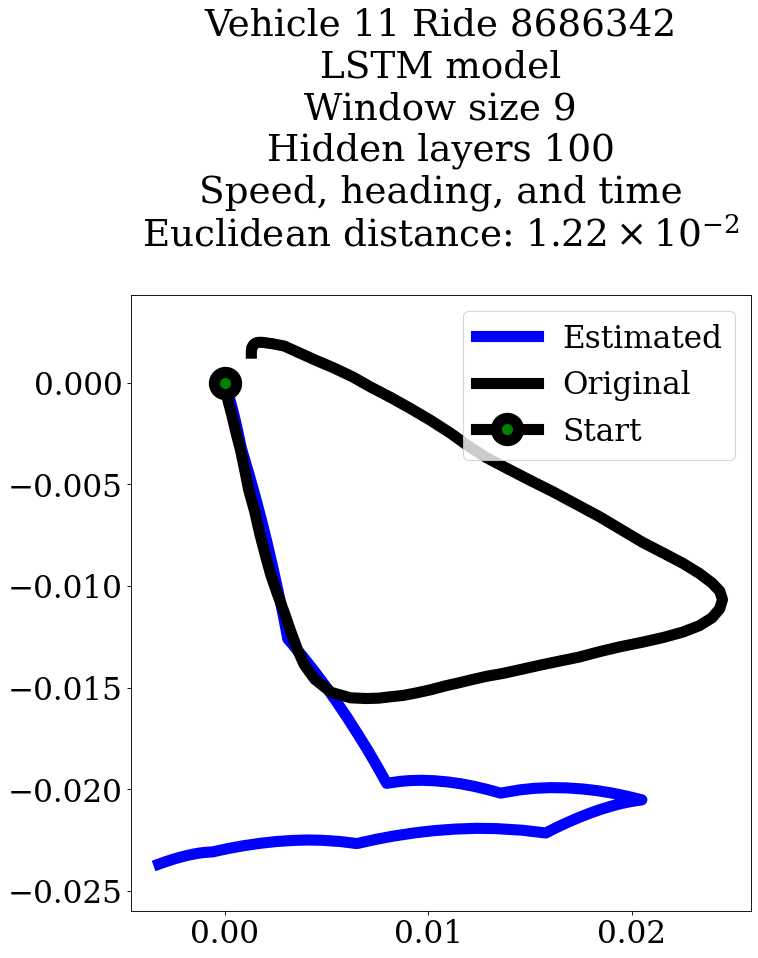 Vehicle 11 Ride 8686342
LSTM model
Window size 9
Hidden layers 100
Speed, heading, and time
Euclidean distance: 1.22 × 10⁻²
Estimated
Original
Start
0.000
−0.005
−0.010
−0.015
−0.020
−0.025
0.00
0.01
0.02